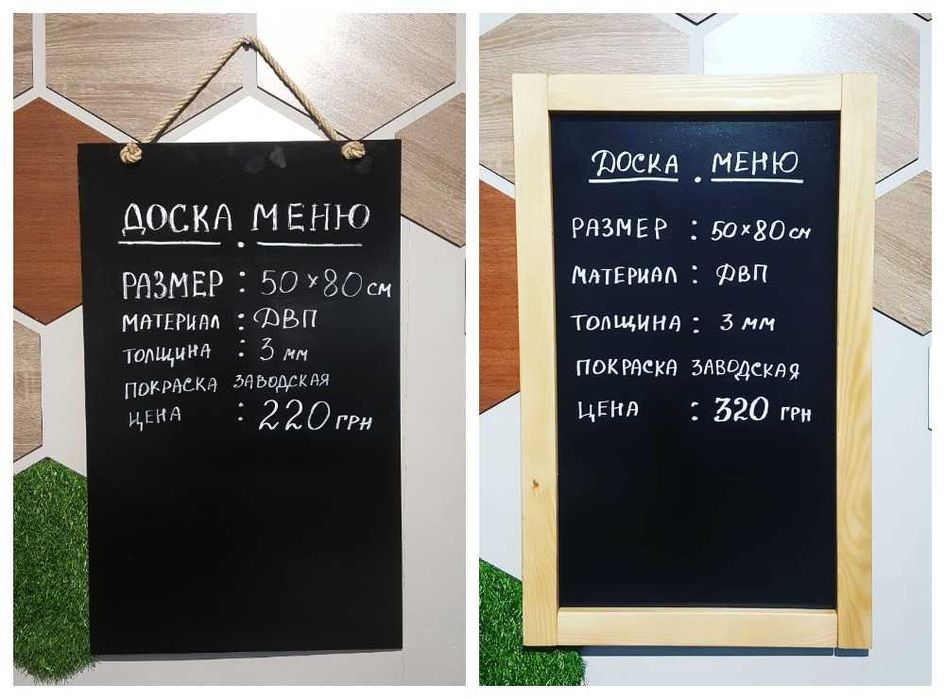 ДОСКА . МЕНЮ
РАЗМЕР : 50 × 80 см
МАТЕРИАЛ : ДВП
ТОЛЩИНА : 3 мм
ПОКРАСКА ЗАВОДСКАЯ
ЦЕНА : 220 ГРН
ДОСКА . МЕНЮ
РАЗМЕР : 50 × 80 см
МАТЕРИАЛ : ДВП
ТОЛЩИНА : 3 мм
ПОКРАСКА ЗАВОДСКАЯ
ЦЕНА : 320 ГРН